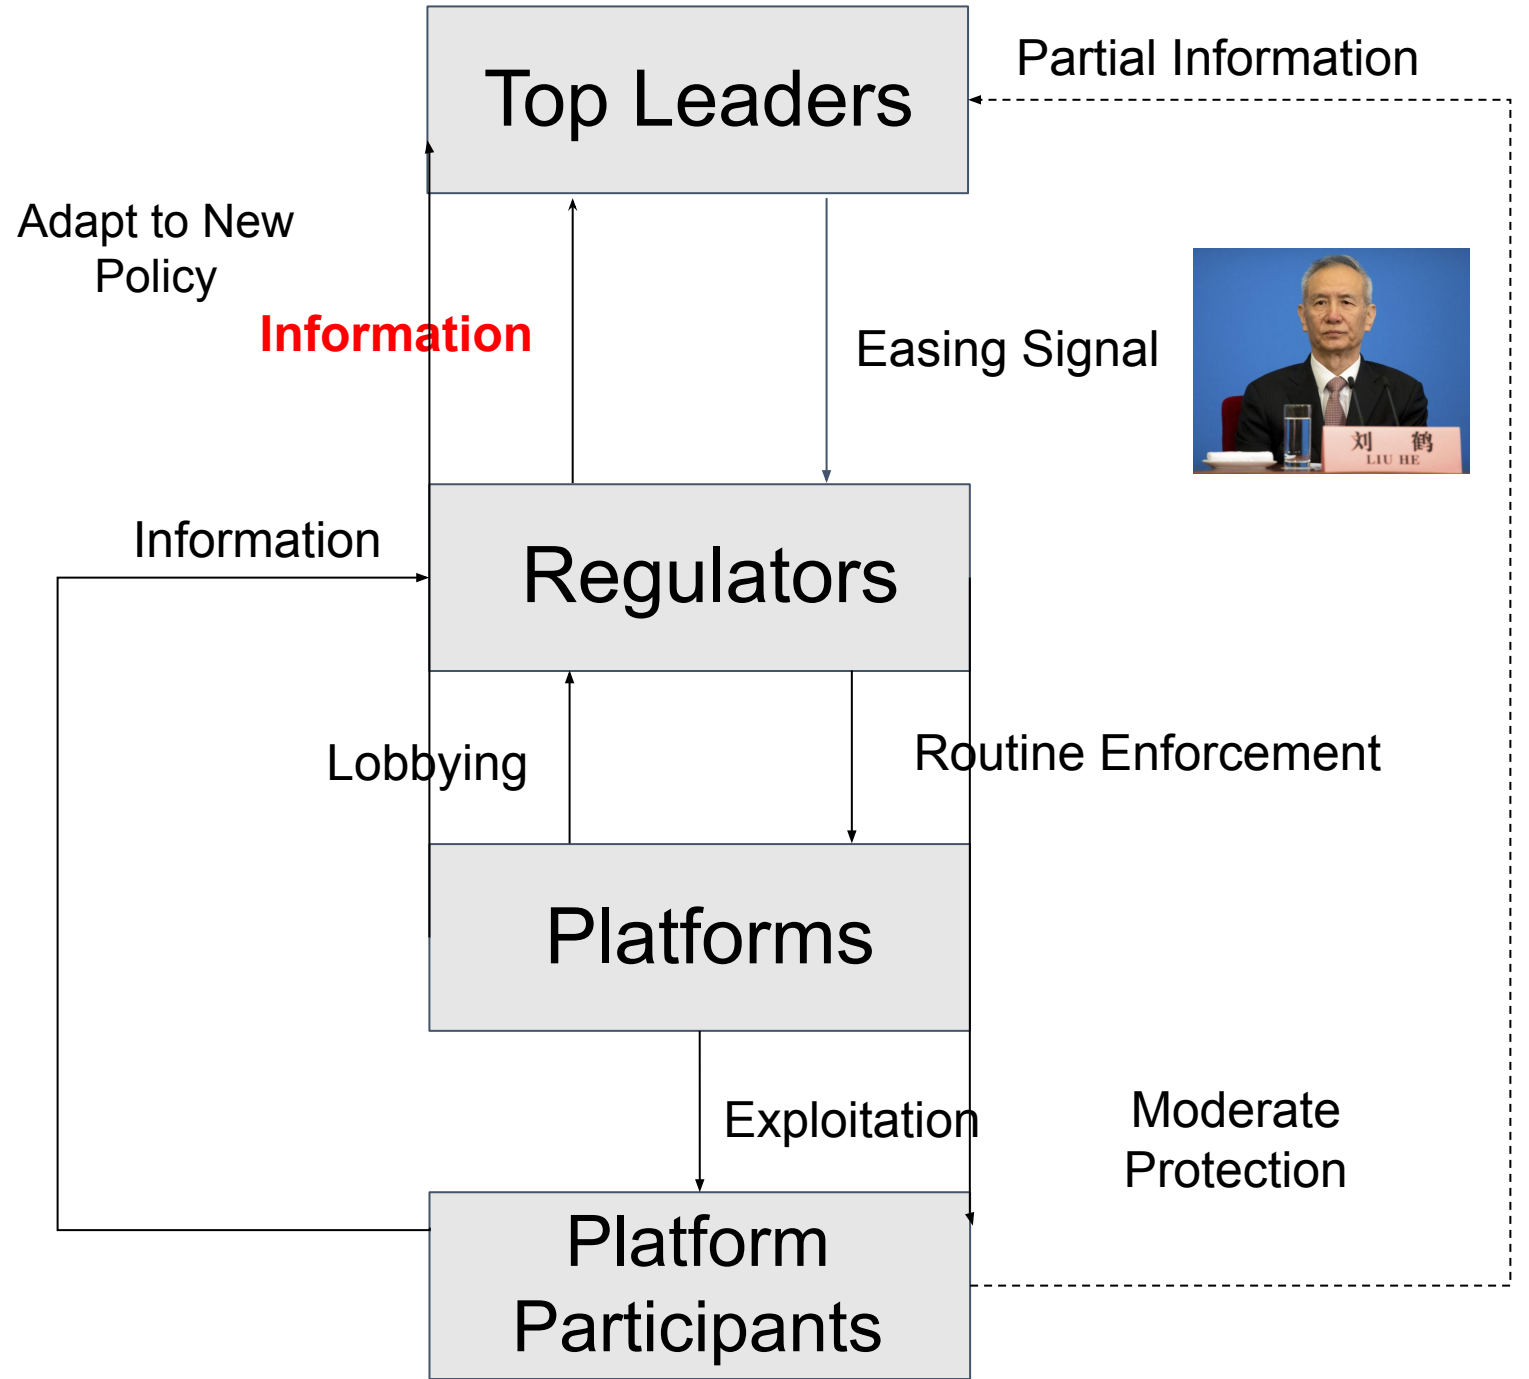 Top Leaders
Partial Information
Adapt to New
Policy
Information
Easing Signal
刘 鹤
LIU HE
Information
Regulators
Lobbying
Routine Enforcement
Platforms
Exploitation
Moderate
Protection
Platform
Participants